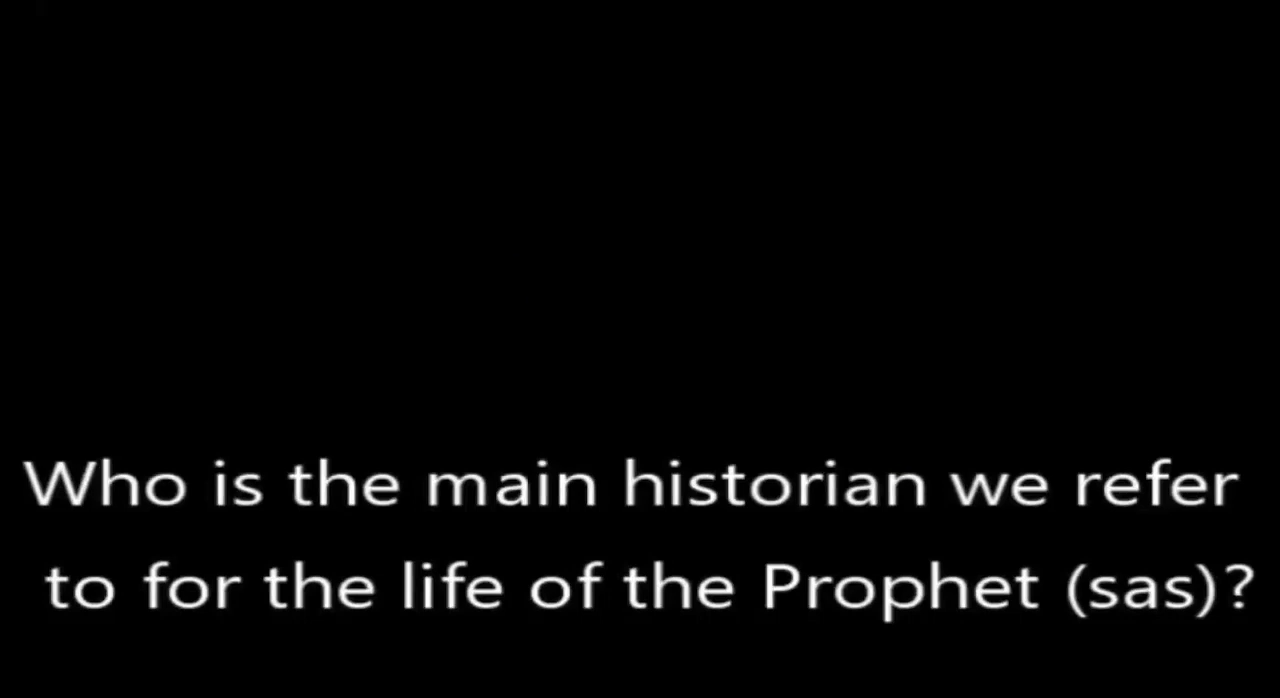 Who is the main historian we refer
to for the life of the Prophet (sas)?